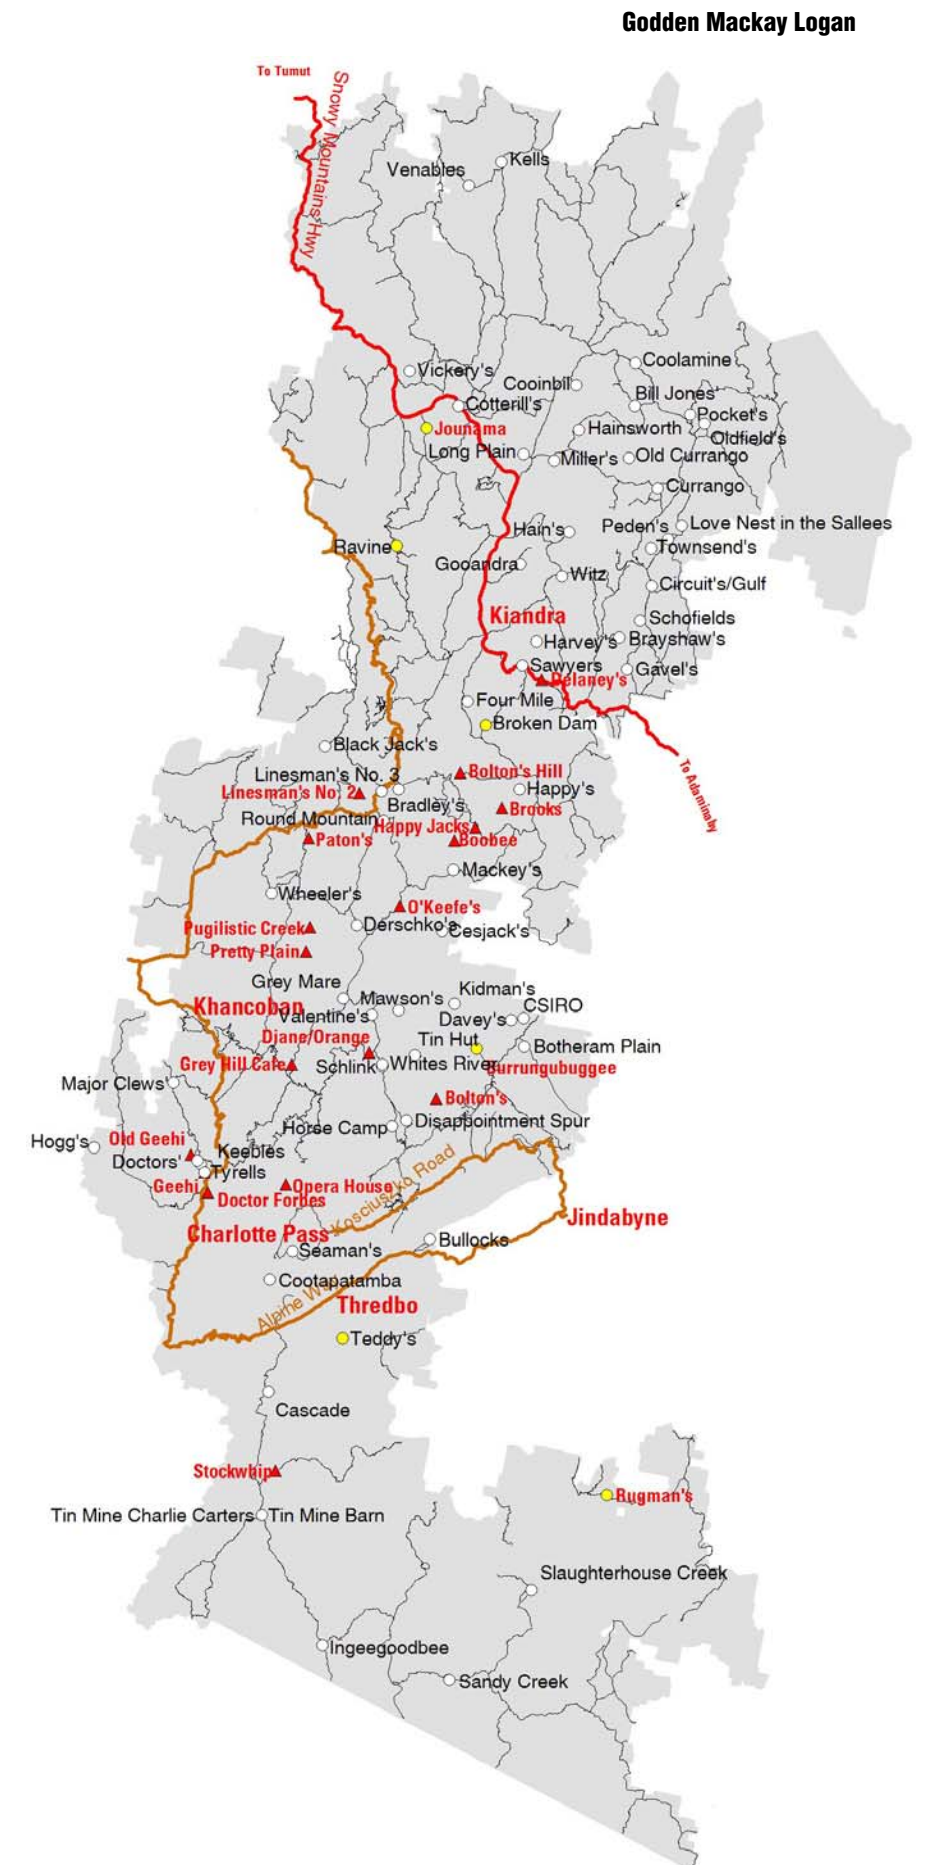 Godden Mackay Logan
To Tumut
Snowy Mountains Hwy
Kells
Venables
Coolamine
Vickery's
Cooinbil
Bill Jones'
Cotterill's
Pocket's
Jounama
Hainsworth
Oldfield's
Long Plain
Miller's
Old Currango
Currango
Hain's
Peden's
Love Nest in the Sallees
Ravine
Townsend's
Gooandra
Witz
Circuit's/Gulf
Kiandra
Schofields
Harvey's
Brayshaw's
Sawyers
Gavel's
Delaney's
Four Mile
Broken Dam
Black Jack's
To Adaminaby
Linesman's No. 3
Bolton's Hill
Linesman's No. 2
Happy's
Bradley's
Brooks
Round Mountain
Happy Jacks
Paton's
Boobee
Mackey's
Wheeler's
O'Keefe's
Pugilistic Creek
Derschko's
Cesjack's
Pretty Plain
Grey Mare
Kidman's
Mawson's
Khancoban
CSIRO
Valentine's
Davey's
Diane/Orange
Tin Hut
Botheram Plain
Grey Hill Cafe
Schlink
Whites River
Burrungubuggee
Major Clews'
Bolton's
Disappointment Spur
Horse Camp
Old Geehi
Hogg's
Keebles
Doctors'
Tyrells
Geehi
Opera House
Doctor Forbes
Kosciuszko Road
Jindabyne
Charlotte Pass
Bullocks
Seaman's
Cootapatamba
Alpine Way
Thredbo
Teddy's
Cascade
Stockwhip
Rugman's
Tin Mine Charlie Carters
Tin Mine Barn
Slaughterhouse Creek
Ingeegoodbee
Sandy Creek